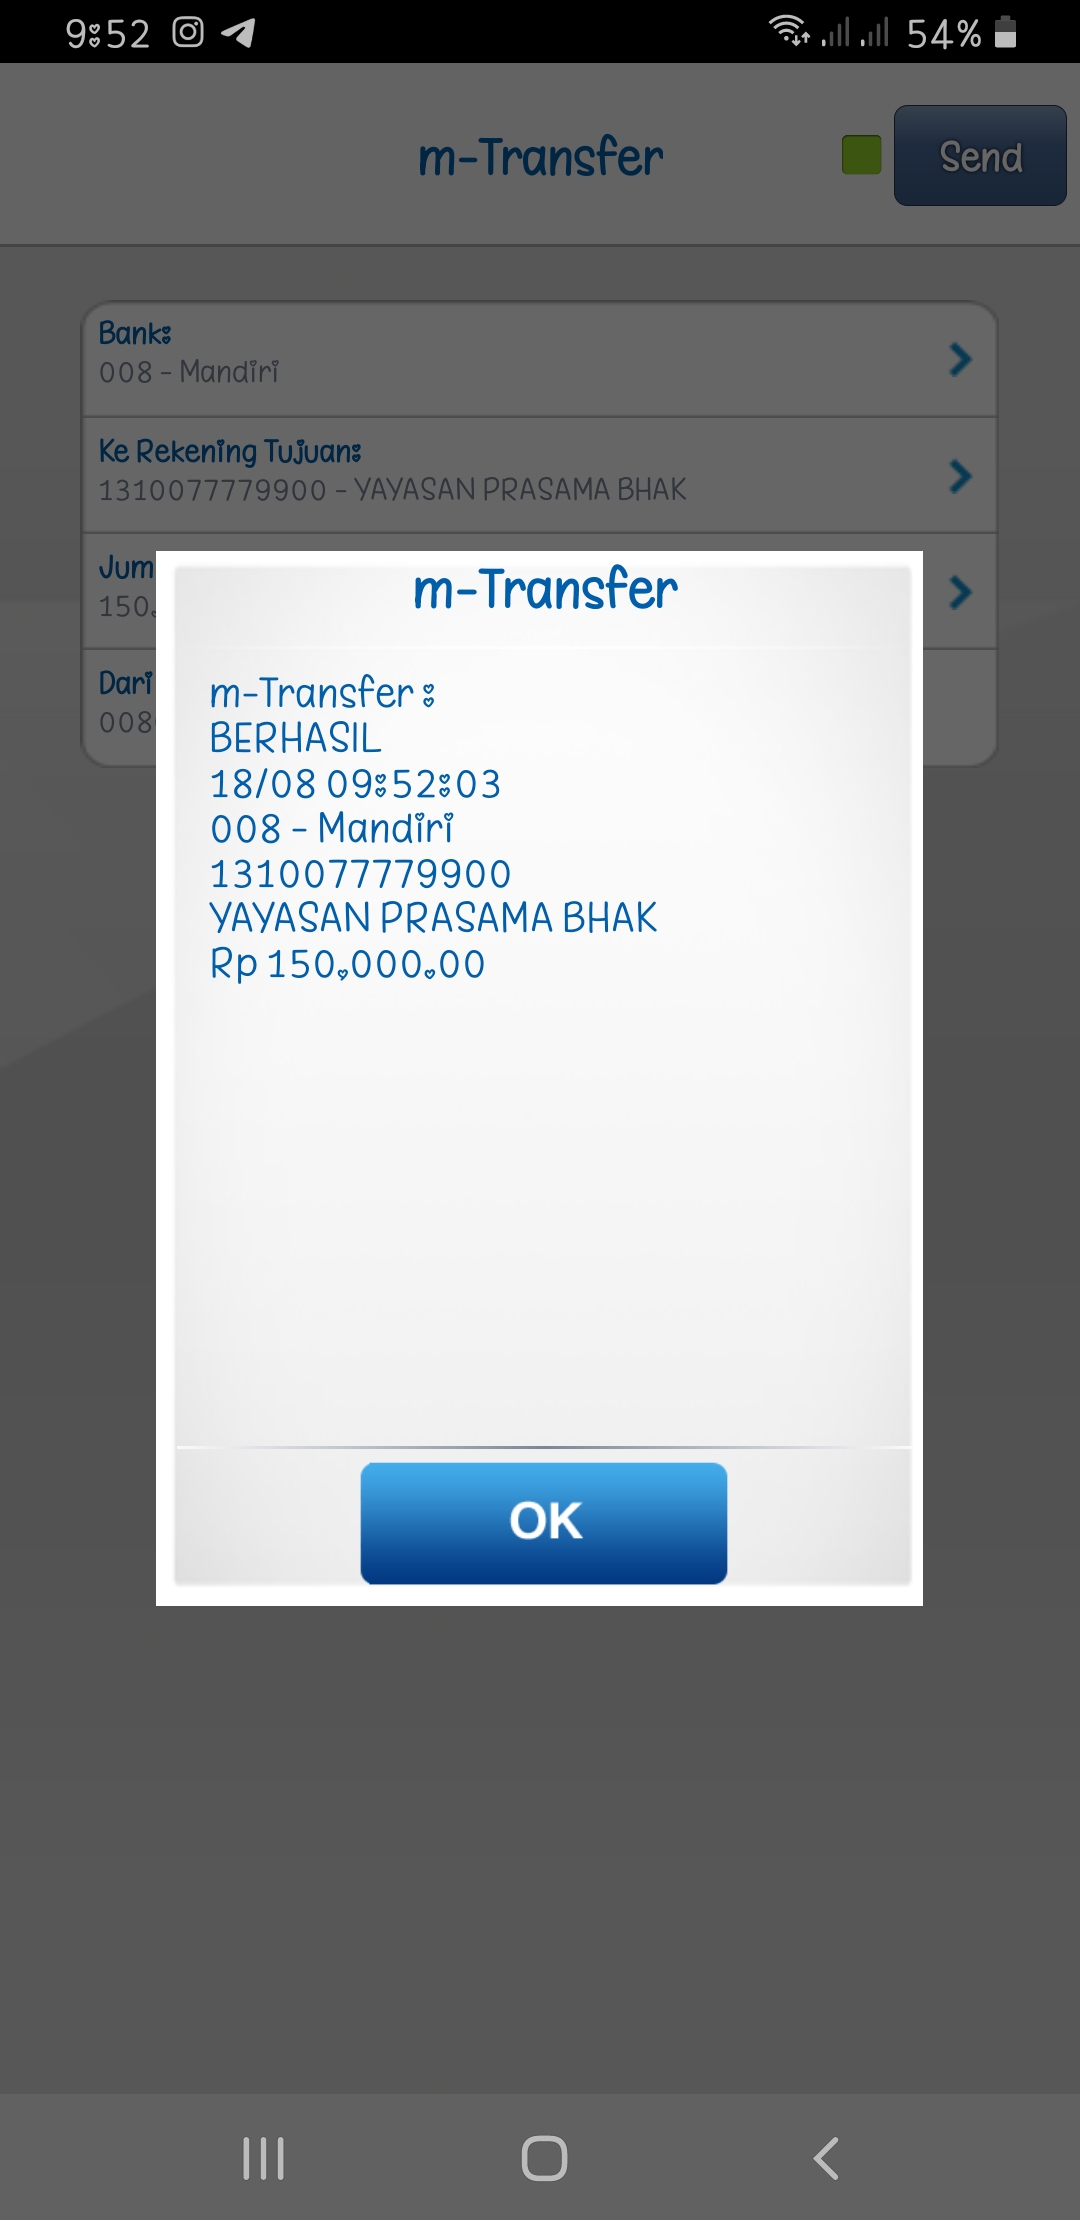 9:52
54%
m-Transfer
Send
Bank:
008 - Mandiri
Ke Rekening Tujuan:
1310077779900 - YAYASAN PRASAMA BHAK
Jum
150,
Dari
008
m-Transfer
m-Transfer :
BERHASIL
18/08 09:52:03
008 - Mandiri
1310077779900
YAYASAN PRASAMA BHAK
Rp 150,000.00
OK